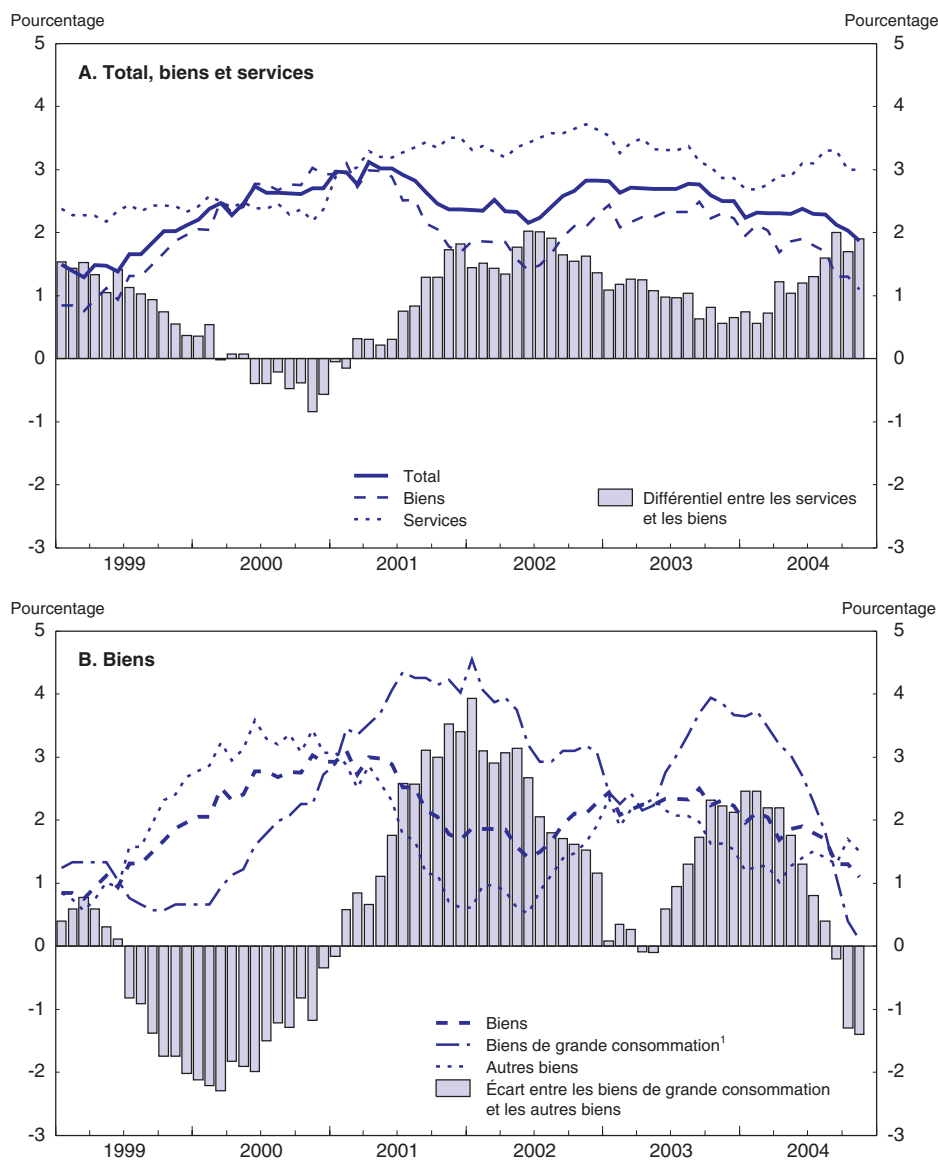 Pourcentage Pourcentage
5 5
A. Total, biens et services
4 4
3 3
2 2
1 1
0 0
-1 -1
Total
-2 -2
Biens
Différentiel entre les services
Services
et les biens
-3 -3
1999 2000 2001 2002 2003 2004
Pourcentage Pourcentage
5 5
B. Biens
4 4
3 3
2 2
1 1
0 0
-1 -1
Biens
Biens de grande consommation¹
-2 -2
Autres biens
Écart entre les biens de grande consommation
et les autres biens
-3 -3
1999 2000 2001 2002 2003 2004